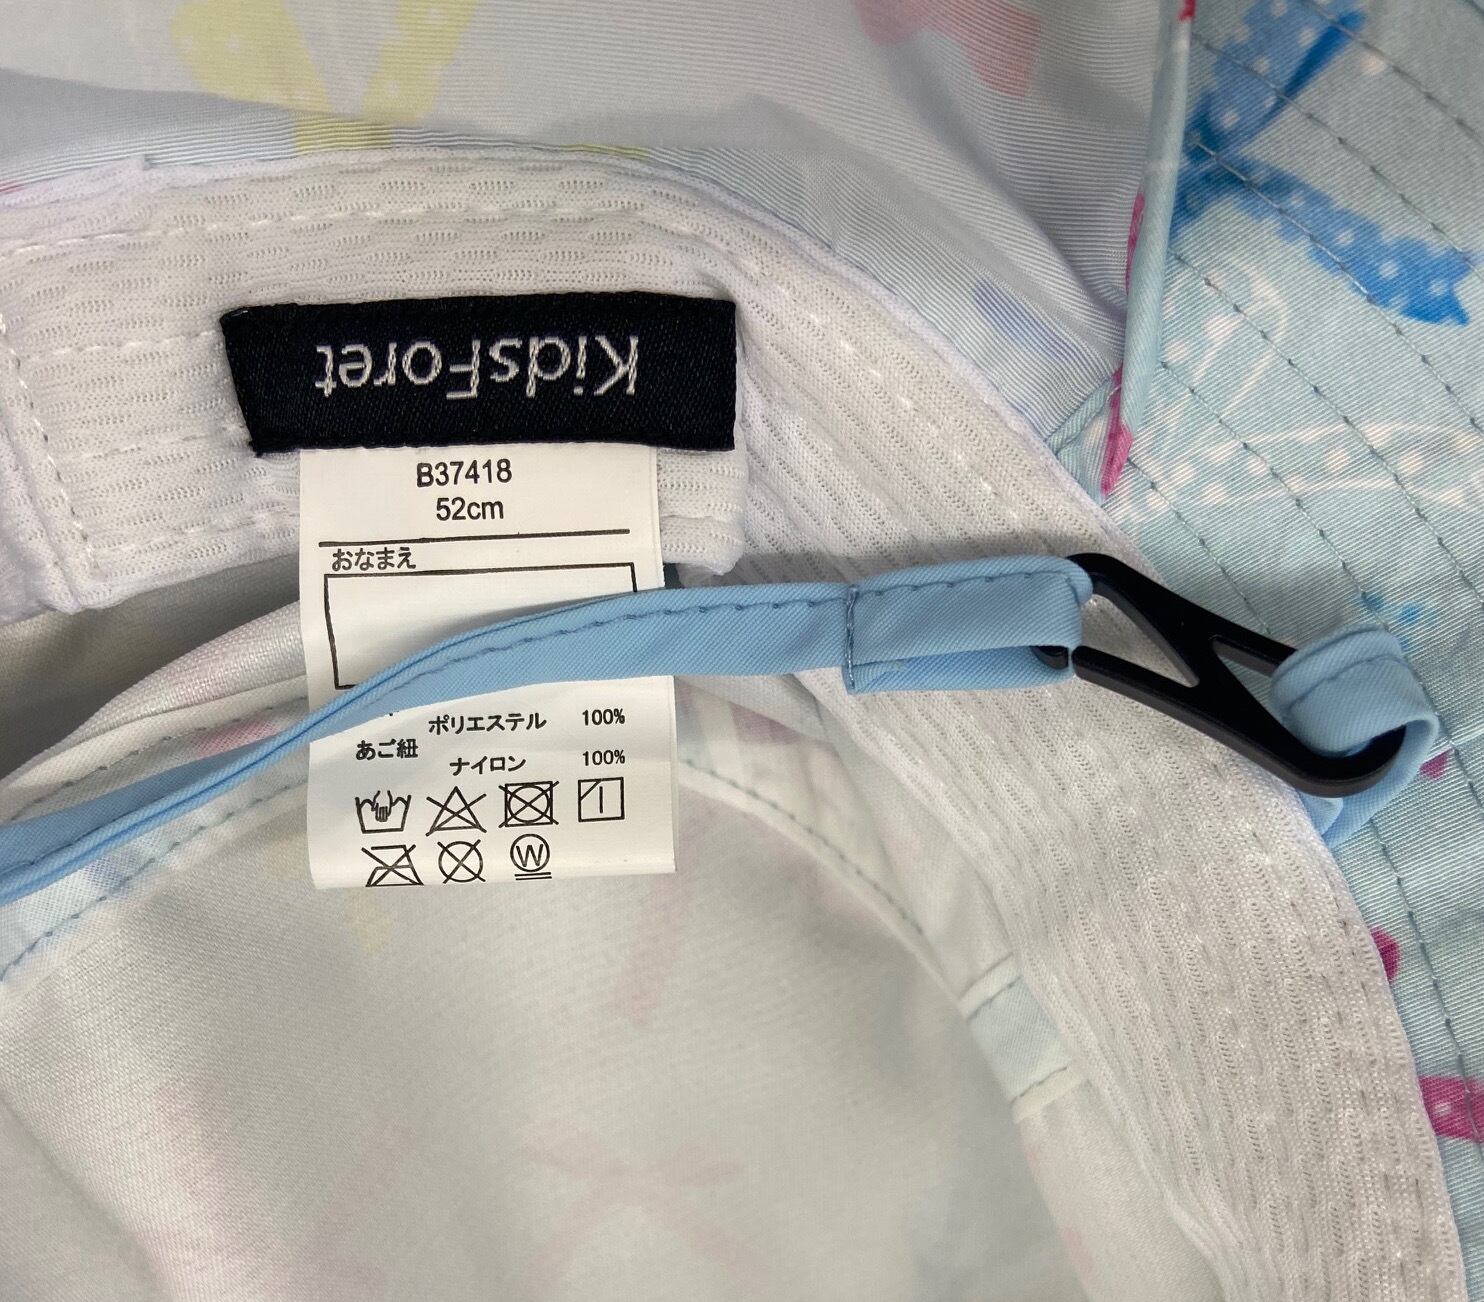 KidsForet
B37418
52cm
おなまえ
ポリエステル 100%
あご紐
ナイロン 100%
W